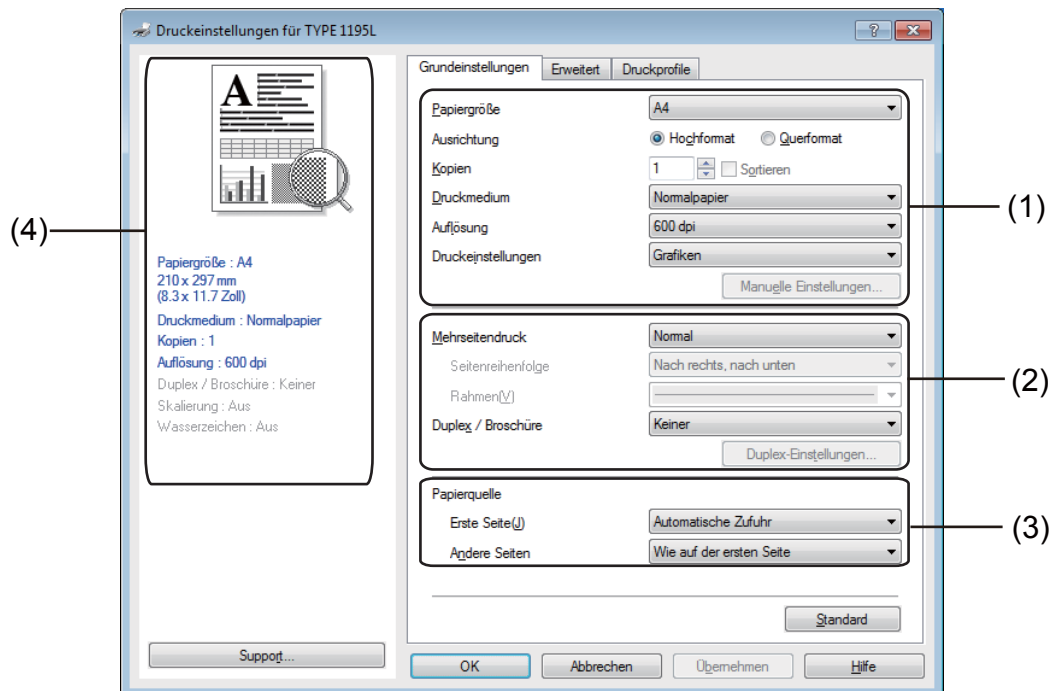 Druckeinstellungen für TYPE 1195L
A
Papiergröße : A4
210 x 297 mm
(8.3 x 11.7 Zoll)
Druckmedium : Normalpapier
Kopien : 1
Auflösung : 600 dpi
Duplex / Broschüre : Keiner
Skalierung : Aus
Wasserzeichen : Aus
Support...
(4)
Grundeinstellungen Erweitert Druckprofile
Papiergröße A4
Ausrichtung Hochformat Querformat
Kopien 1 Sortieren
Druckmedium Normalpapier
Auflösung 600 dpi
Druckeinstellungen Grafiken
Manuelle Einstellungen...
(1)
Mehrseitendruck Normal
Seitenreihenfolge Nach rechts, nach unten
Rahmen(V)
Duplex / Broschüre Keiner
Duplex-Einstellungen...
(2)
Papierquelle
Erste Seite(J) Automatische Zufuhr
Andere Seiten Wie auf der ersten Seite
(3)
Standard
OK Abbrechen Übernehmen Hilfe